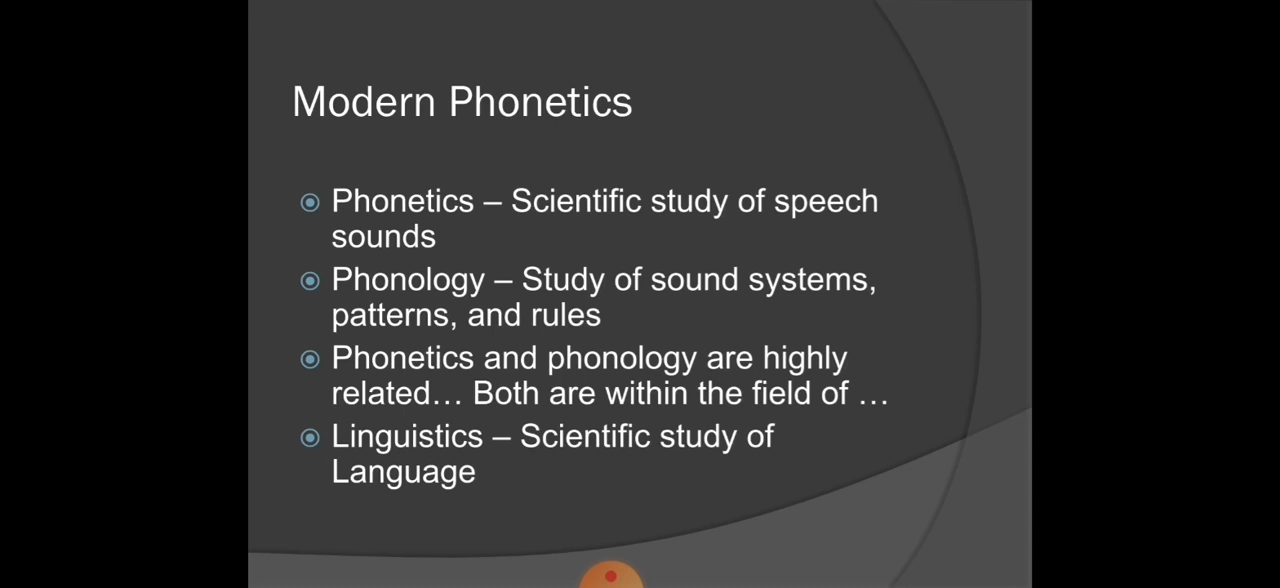 Modern Phonetics
Phonetics – Scientific study of speech
sounds
Phonology – Study of sound systems,
patterns, and rules
Phonetics and phonology are highly
related… Both are within the field of …
Linguistics – Scientific study of
Language